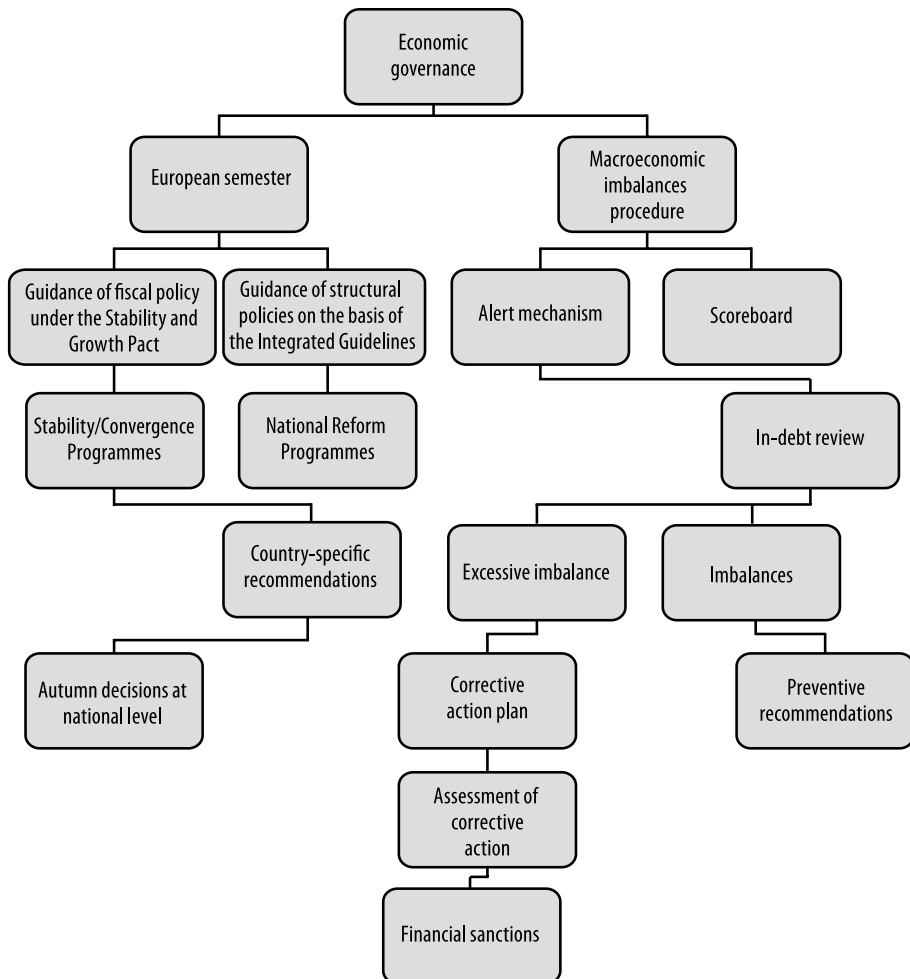 Economic
governance
European semester
Macroeconomic
imbalances
procedure
Guidance of fiscal policy
under the Stability and
Growth Pact
Guidance of structural
policies on the basis of
the Integrated Guidelines
Alert mechanism
Scoreboard
Stability/Convergence
Programmes
National Reform
Programmes
In-debt review
Country-specific
recommendations
Excessive imbalance
Imbalances
Autumn decisions at
national level
Corrective
action plan
Preventive
recommendations
Assessment of
corrective
action
Financial sanctions